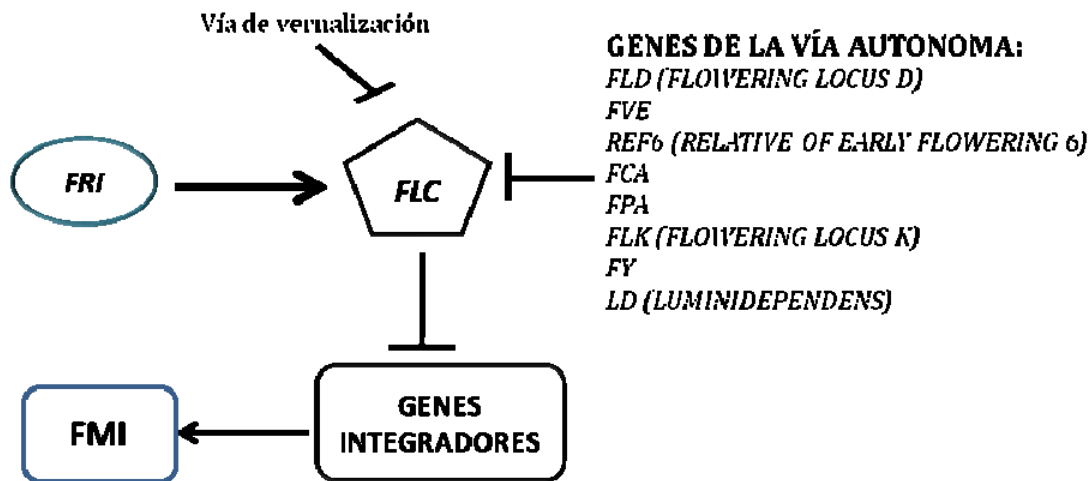 Vía de vernalización
GENES DE LA VÍA AUTONOMA:
FLD (FLOWERING LOCUS D)
FVE
REF6 (RELATIVE OF EARLY FLOWERING 6)
FCA
FPA
FLK (FLOWERING LOCUS K)
FY
LD (LUMINIDEPENDENS)
FRI
FLC
GENES
INTEGRADORES
FMI